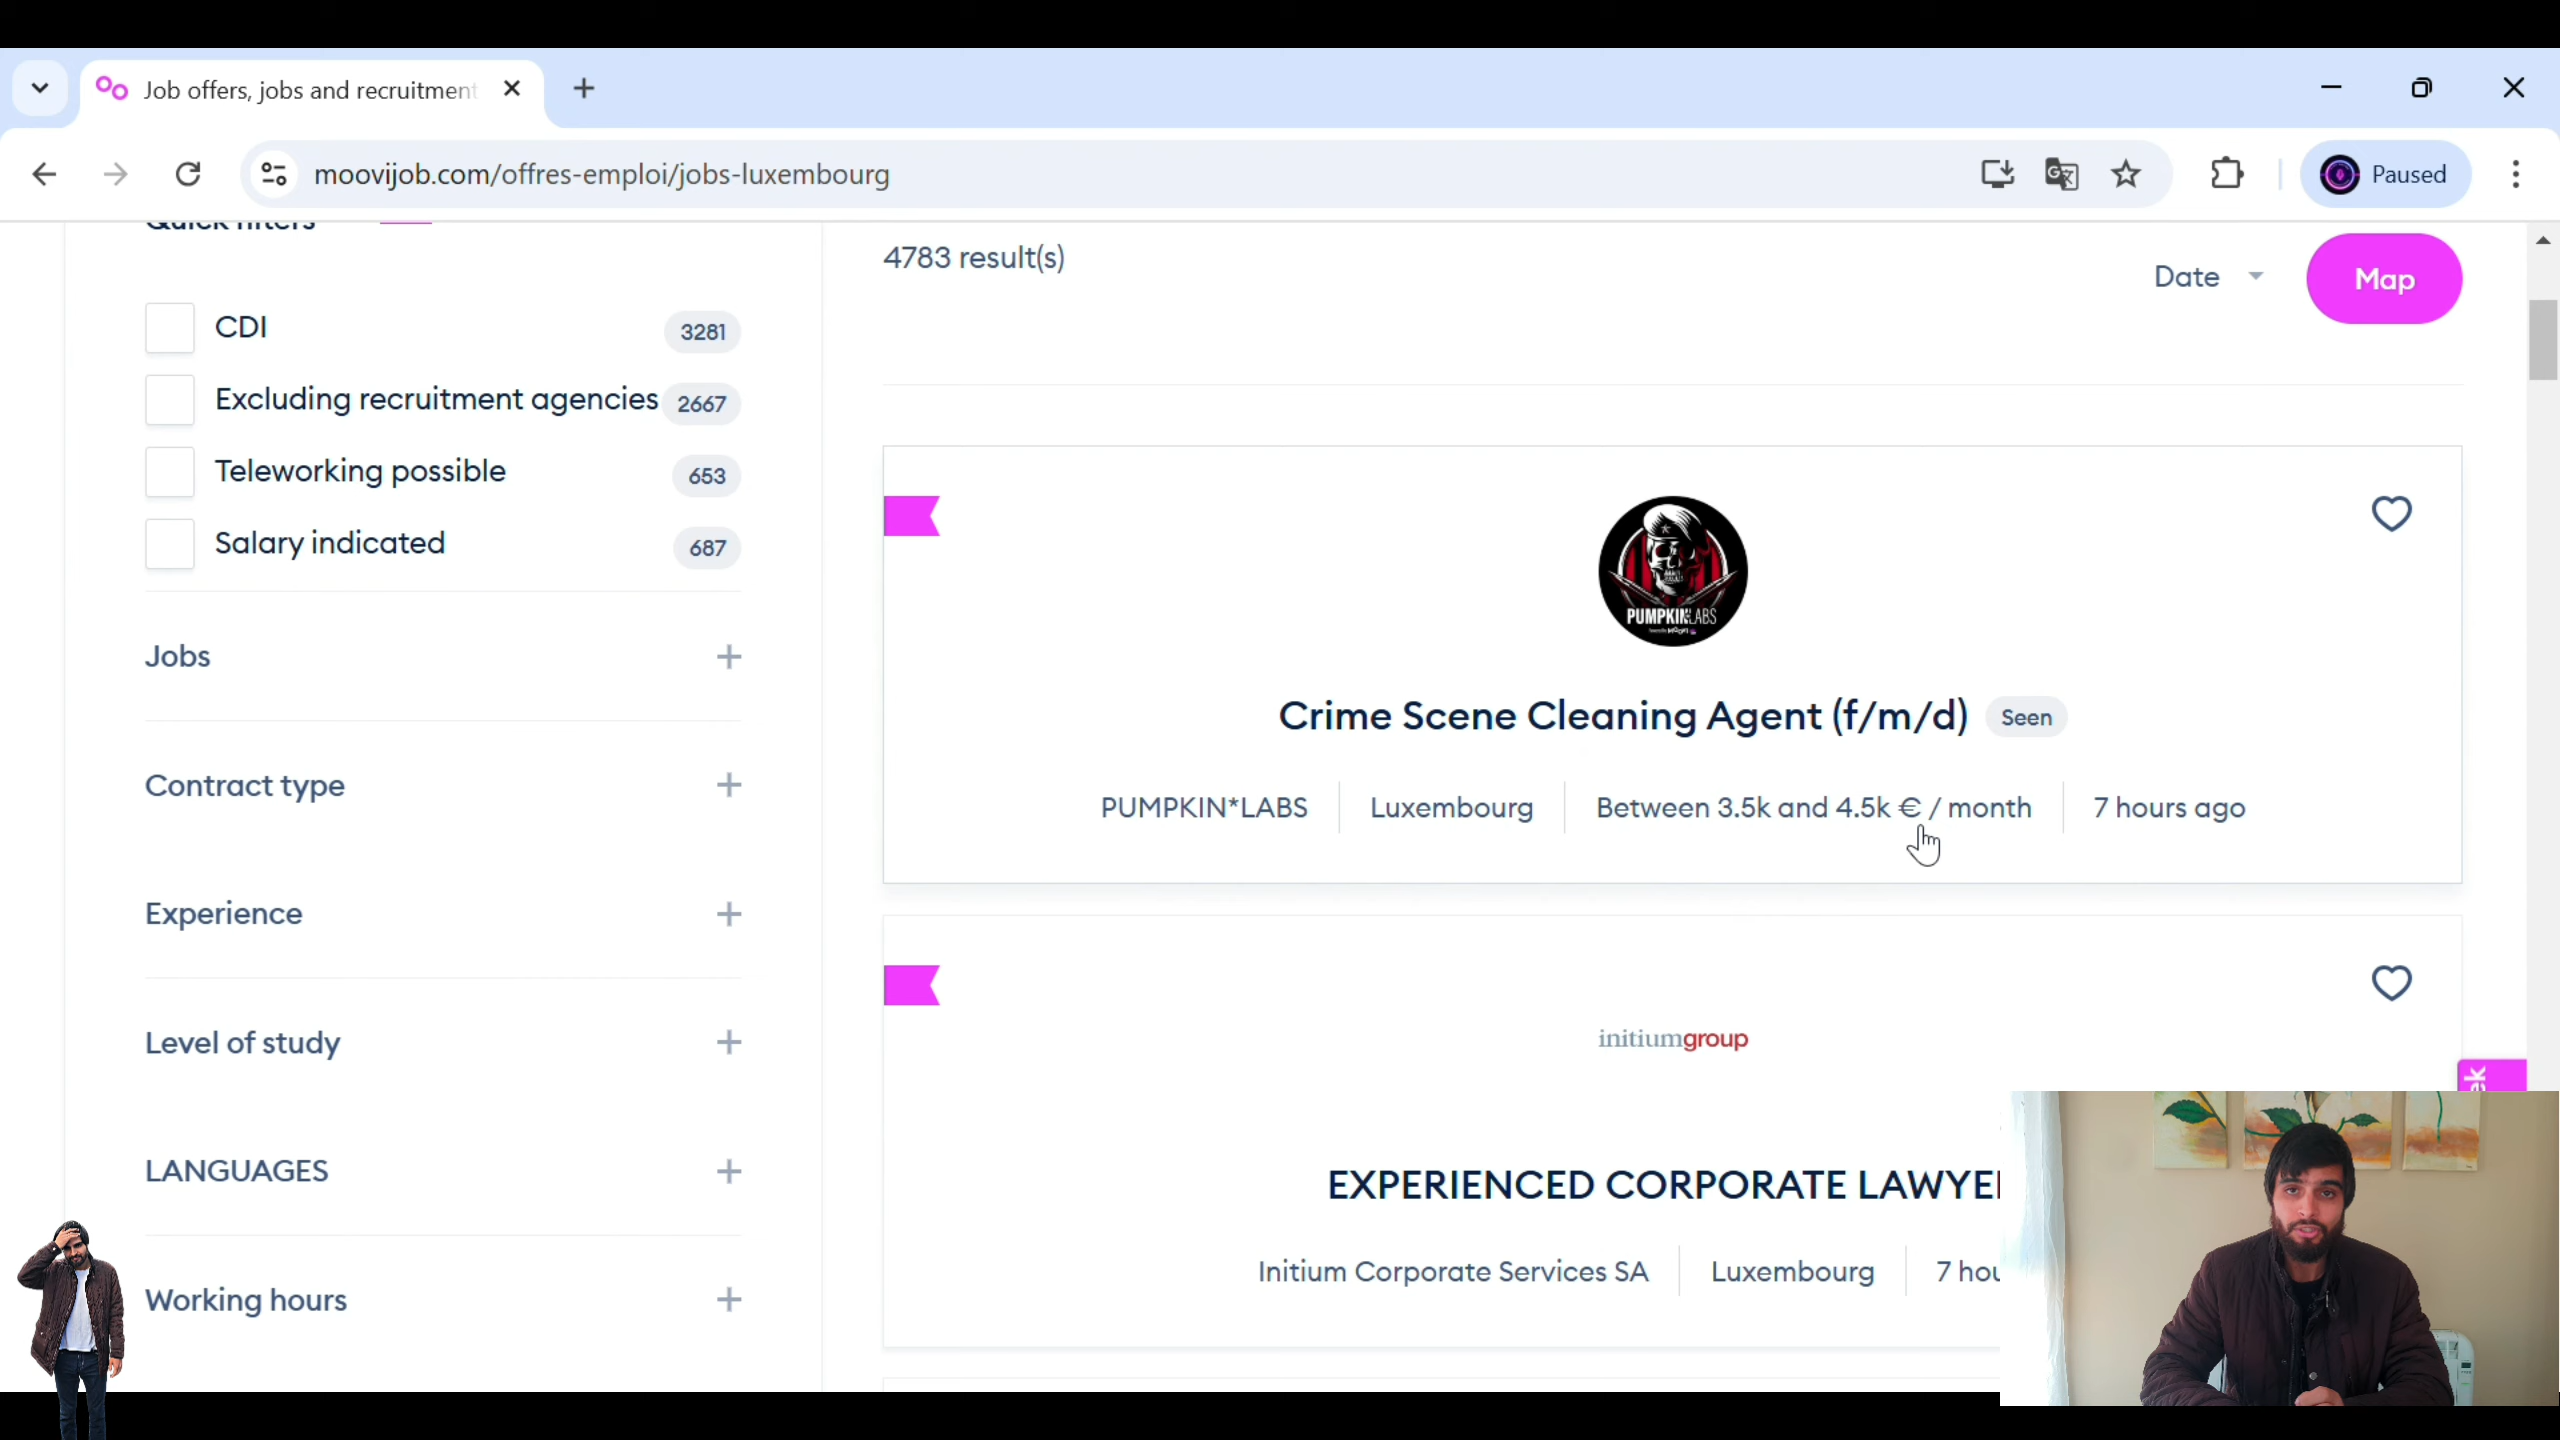 Job offers, jobs and recruitment
moovijob.com/offres-emploi/jobs-luxembourg
Paused
Quick filters
CDI 3281
Excluding recruitment agencies 2667
Teleworking possible 653
Salary indicated 687
Jobs
Contract type
Experience
Level of study
LANGUAGES
Working hours
4783 result(s)
Date
Map
PUMPKIN*LABS
Crime Scene Cleaning Agent (f/m/d) Seen
PUMPKIN*LABS Luxembourg Between 3.5k and 4.5k € / month 7 hours ago
initiumgroup
EXPERIENCED CORPORATE
Initium Corporate Services SA Luxembourg 7